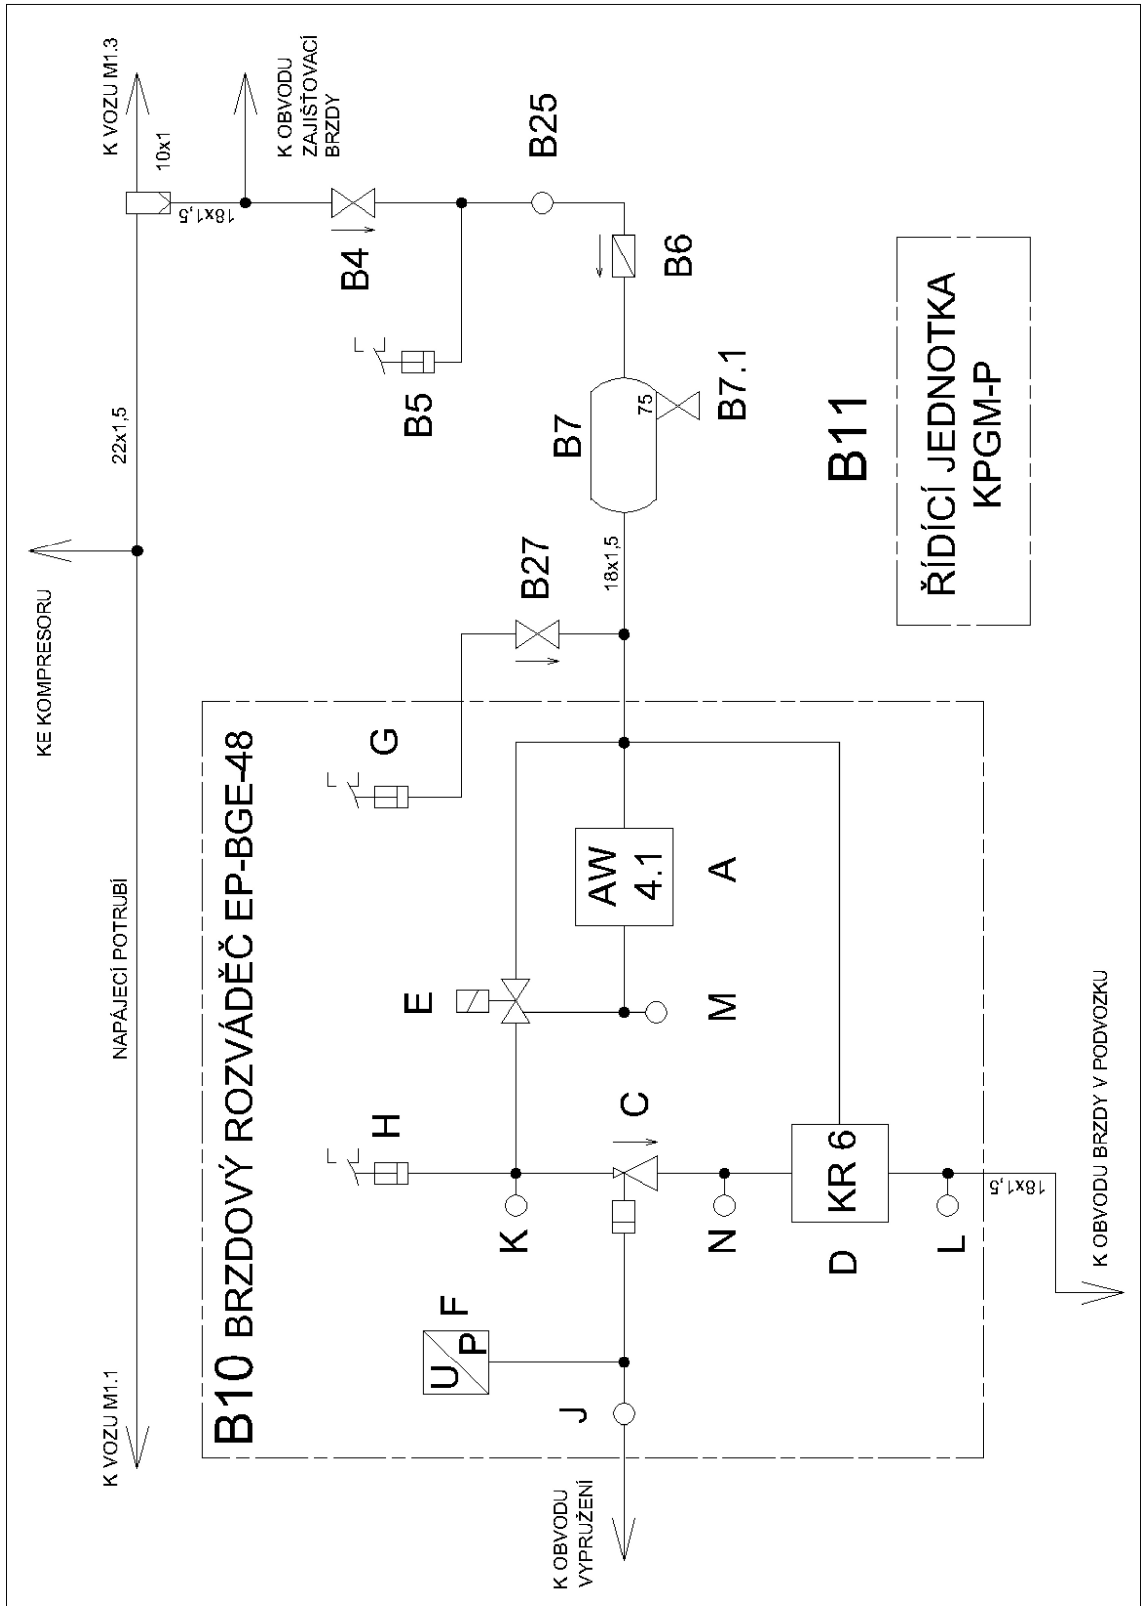 K VOZU M1.1
NAPÁJECÍ POTRUBÍ
KE KOMPRESORU
22x1,5
K VOZU M1.3
10x1
18x1,5
K OBVODU
ZAJIŠŤOVACÍ
BRZDY
B4
B5
B25
B6
B7
75
B7.1
B27
18x1,5
B10 BRZDOVÝ ROZVÁDĚČ EP-BGE-48
G
H
E
F
U
P
K
C
J
M
AW
4.1
A
N
D
KR 6
L
18x1,5
K OBVODU
VYPRUŽENÍ
K OBVODU BRZDY V PODVOZKU
B11
ŘÍDÍCÍ JEDNOTKA
KPGM-P